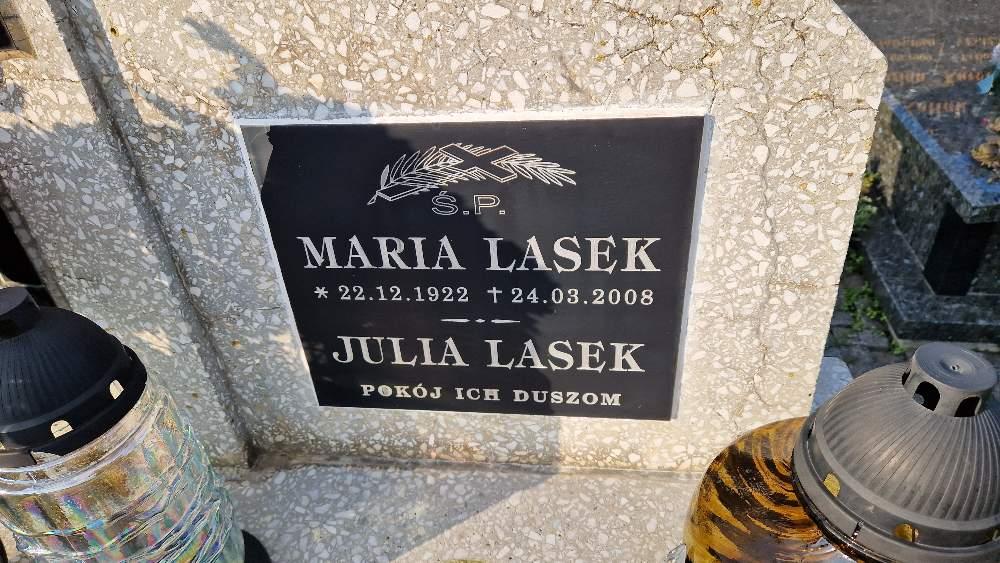 Ś.P.
MARIA LASEK
* 22.12.1922 † 24.03.2008
JULIA LASEK
POKÓJ ICH DUSZOM